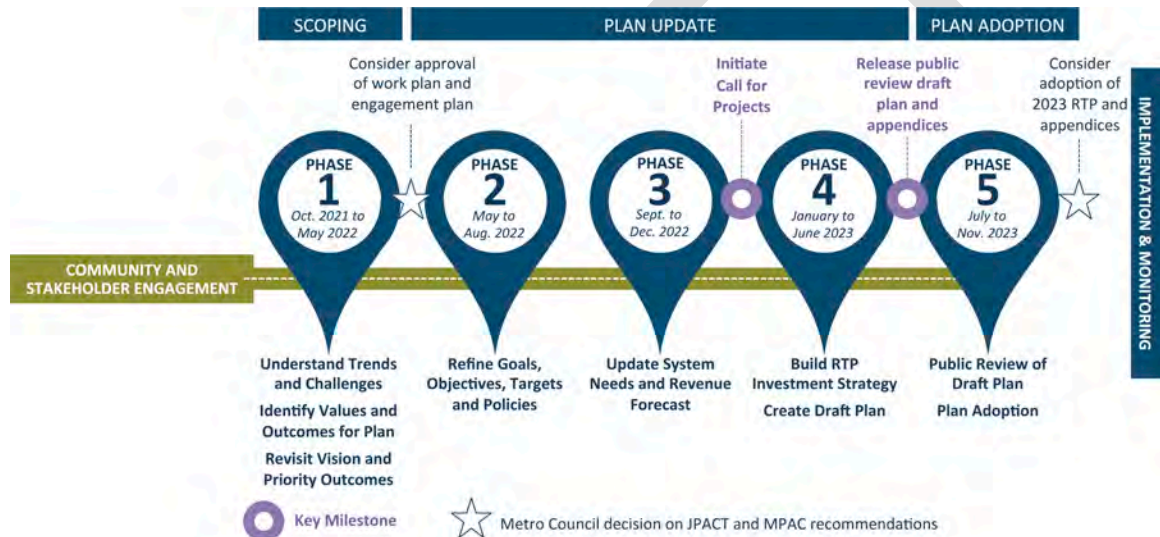 SCOPING
PLAN UPDATE
PLAN ADOPTION
Consider approval
of work plan and
engagement plan
Initiate
Call for
Projects
Release public
review draft
plan and
appendices
Consider
adoption of
2023 RTP and
appendices
IMPLEMENTATION & MONITORING
PHASE
1
Oct. 2021 to
May 2022
PHASE
2
May to
Aug. 2022
PHASE
3
Sept. to
Dec. 2022
PHASE
4
January to
June 2023
PHASE
5
July to
Nov. 2023
COMMUNITY AND
STAKEHOLDER ENGAGEMENT
Understand Trends
and Challenges
Identify Values and
Outcomes for Plan
Revisit Vision and
Priority Outcomes
Refine Goals,
Objectives, Targets
and Policies
Update System
Needs and Revenue
Forecast
Build RTP
Investment Strategy
Create Draft Plan
Public Review of
Draft Plan
Plan Adoption
Key Milestone
Metro Council decision on JPACT and MPAC recommendations